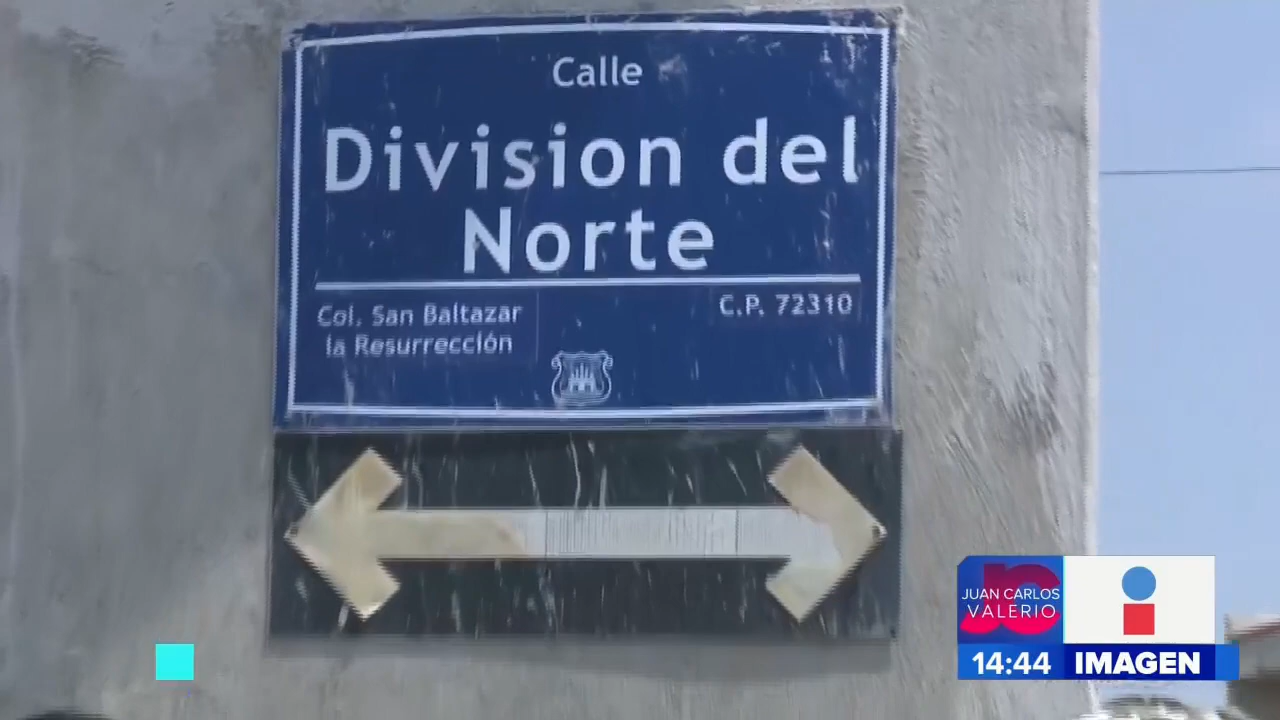 Calle
Division del
Norte
Col. San Baltazar
la Resurrección
C.P. 72310
JUAN CARLOS
VALERIO
14:44
IMAGEN